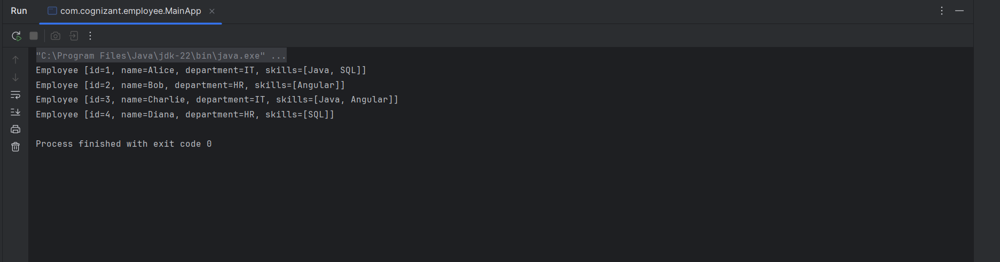 Run com.cognizant.employee.MainApp
"C:\Program Files\Java\jdk-22\bin\java.exe" ...
Employee [id=1, name=Alice, department=IT, skills=[Java, SQL]]
Employee [id=2, name=Bob, department=HR, skills=[Angular]]
Employee [id=3, name=Charlie, department=IT, skills=[Java, Angular]]
Employee [id=4, name=Diana, department=HR, skills=[SQL]]
Process finished with exit code 0